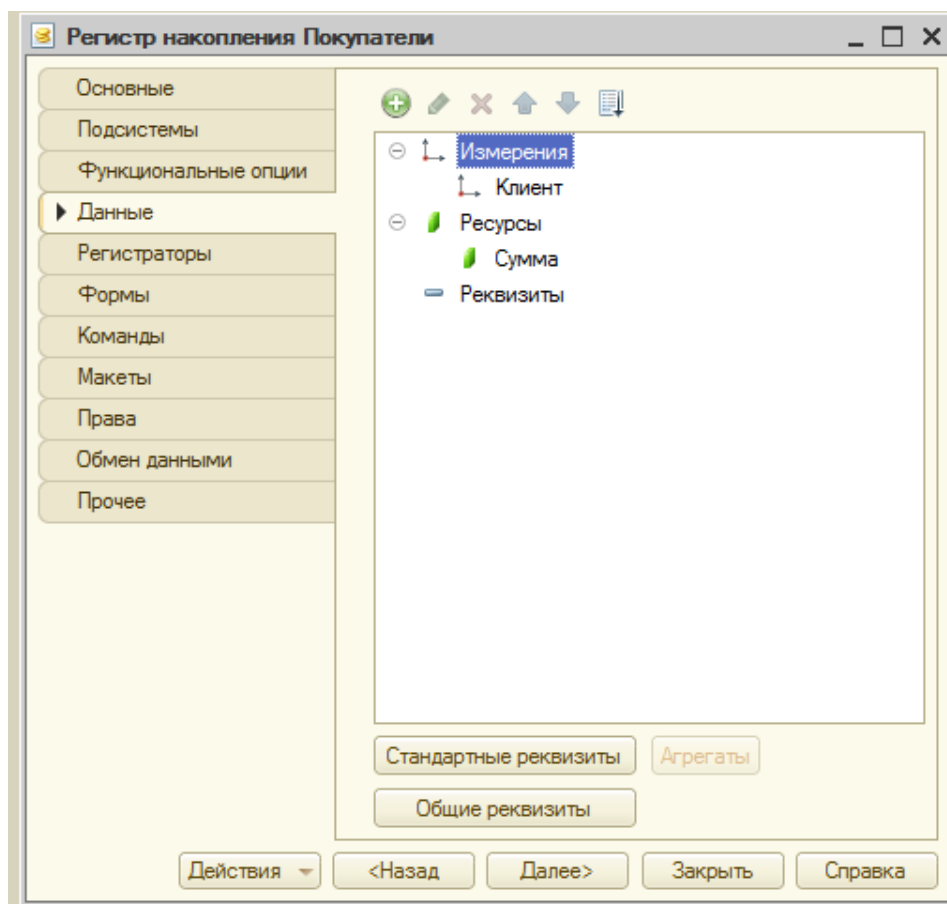 Регистр накопления Покупатели
Основные
Подсистемы
Функциональные опции
Данные
Регистраторы
Формы
Команды
Макеты
Права
Обмен данными
Прочее
Измерения
Клиент
Ресурсы
Сумма
Реквизиты
Стандартные реквизиты Агрегаты
Общие реквизиты
Действия <Назад Далее> Закрыть Справка